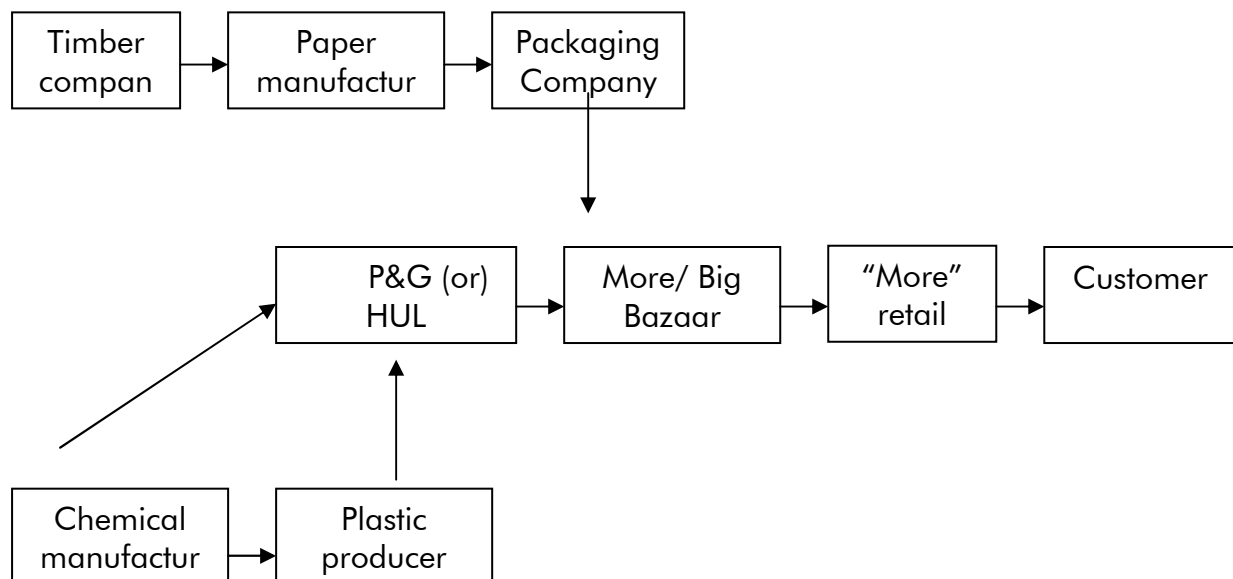 Timber
compan
Paper
manufactur
Packaging
Company
P&G (or)
HUL
More/ Big
Bazaar
“More”
retail
Customer
Chemical
manufactur
Plastic
producer